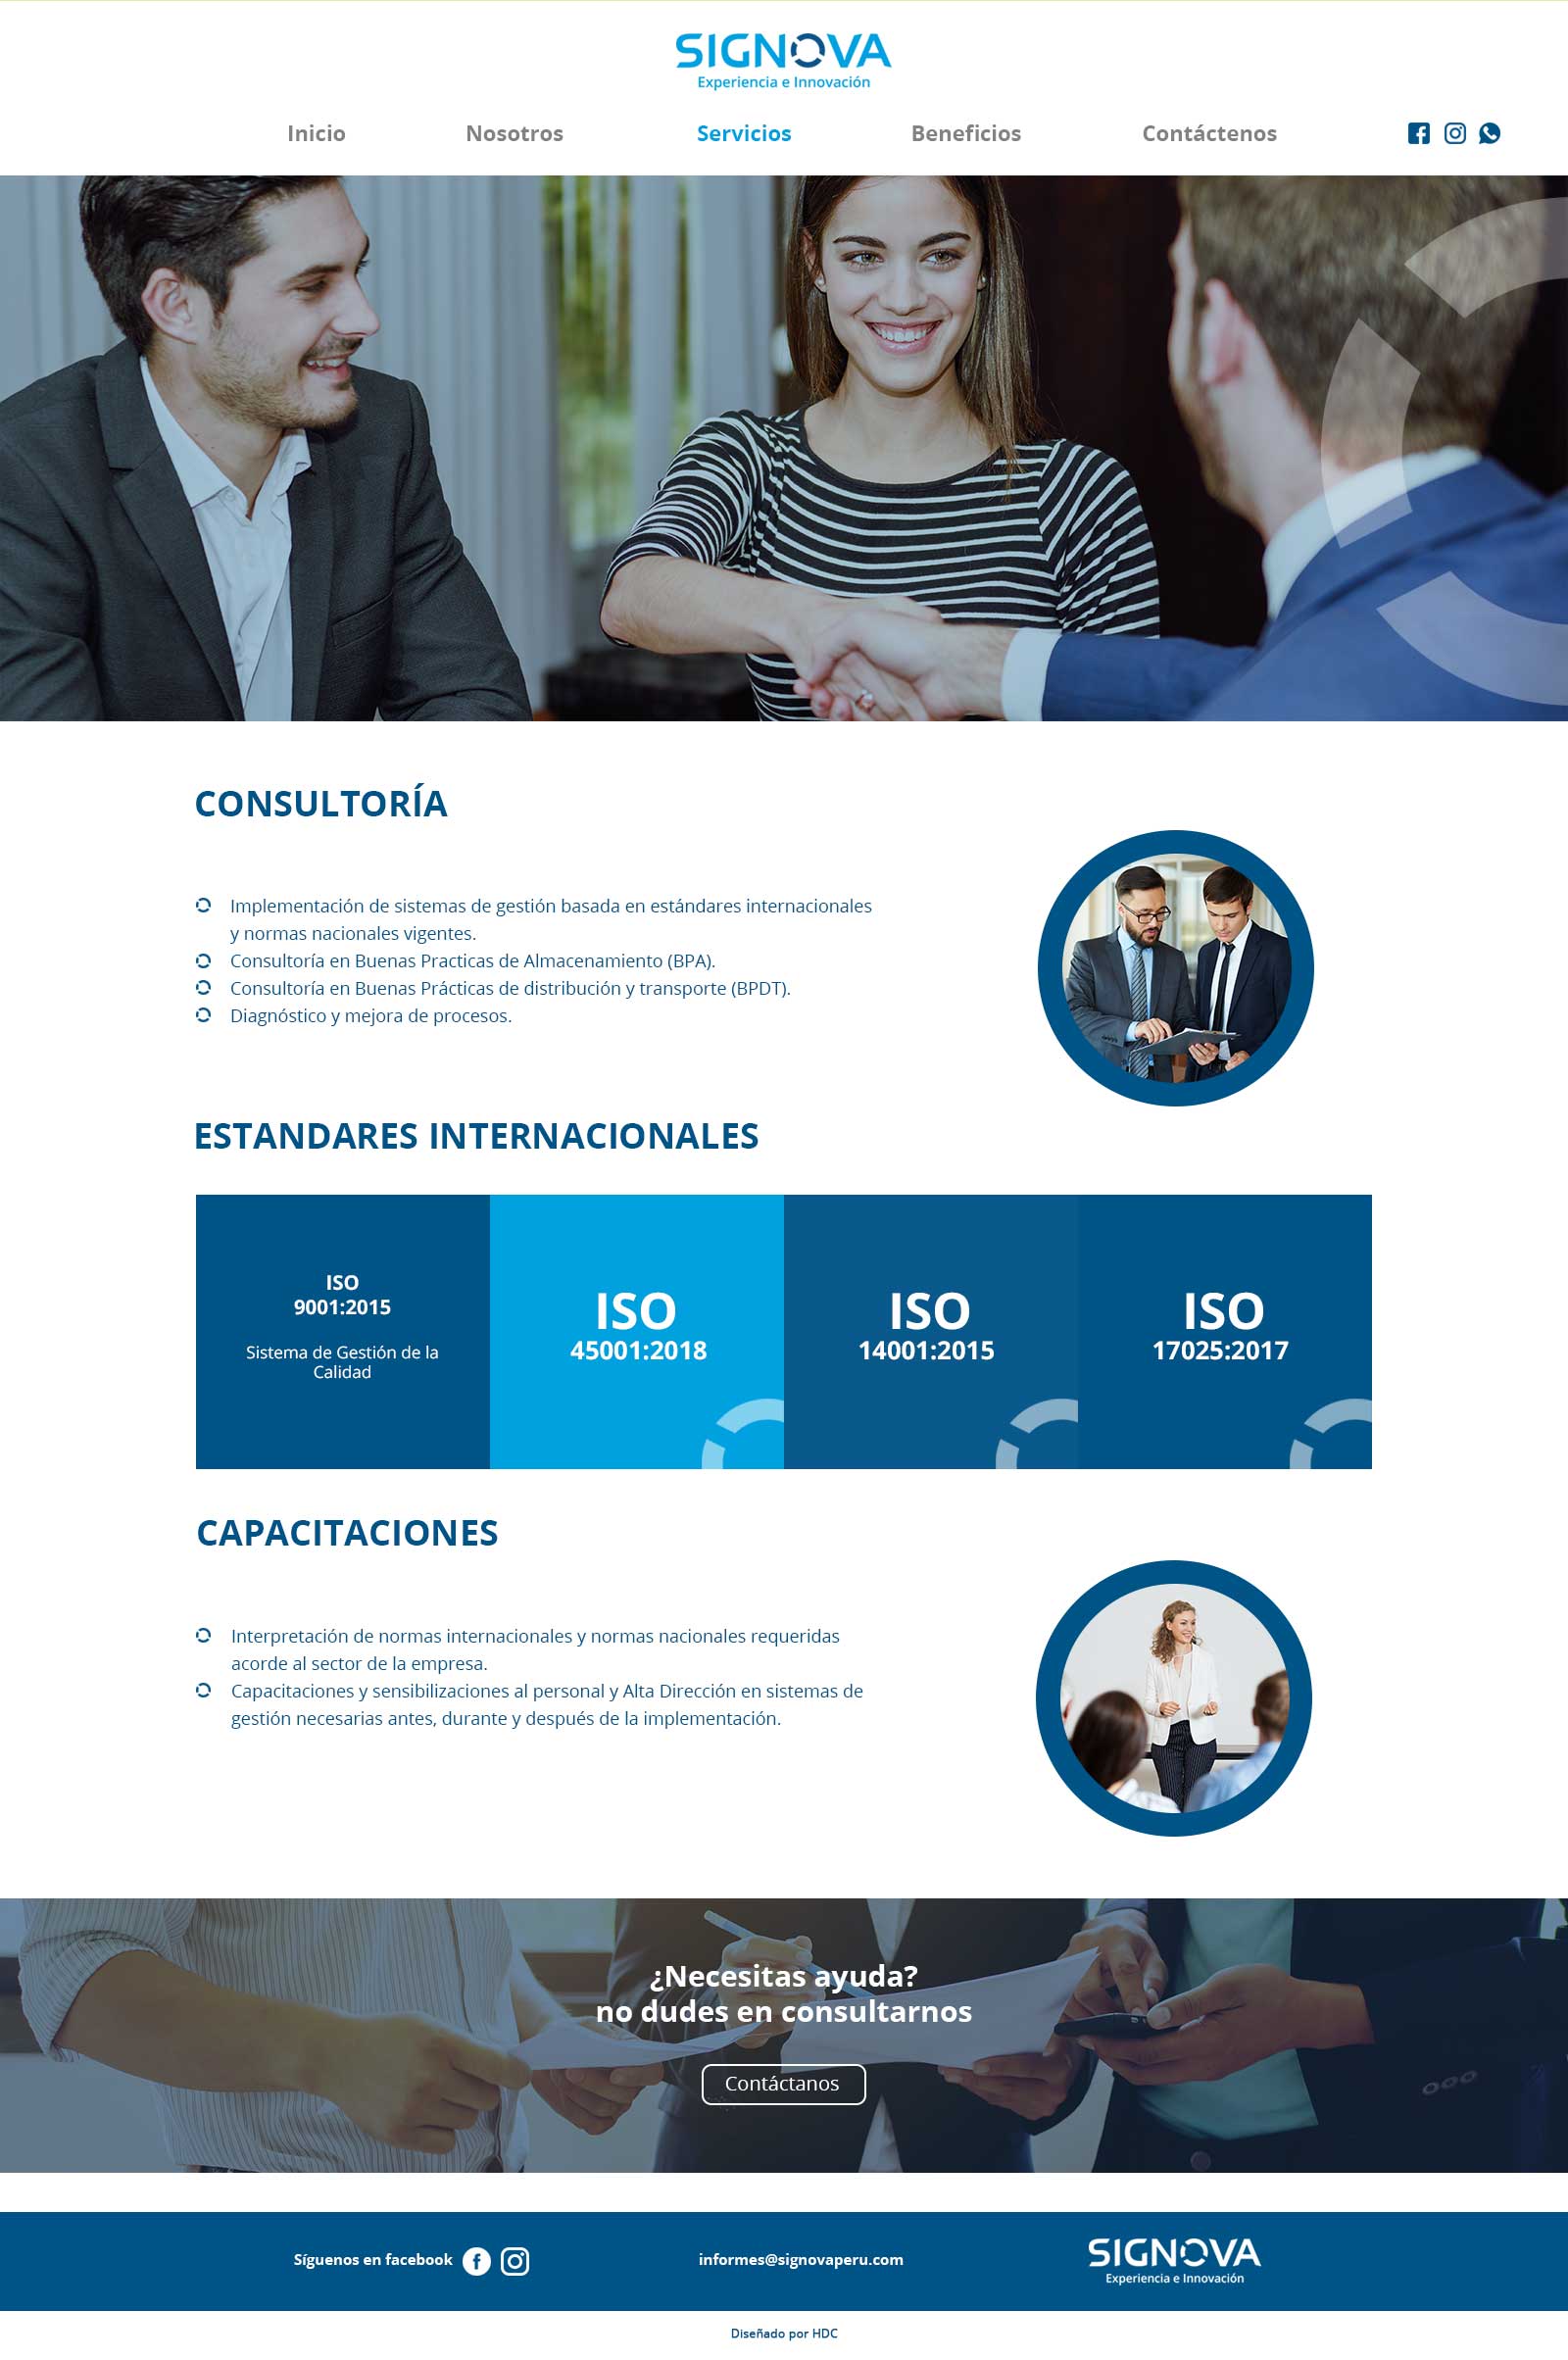 SIGNOVA
Experiencia e Innovación
Inicio
Nosotros
Servicios
Beneficios
Contáctenos
CONSULTORÍA
Implementación de sistemas de gestión basada en estándares internacionales
y normas nacionales vigentes.
Consultoría en Buenas Practicas de Almacenamiento (BPA).
Consultoría en Buenas Prácticas de distribución y transporte (BPDT).
Diagnóstico y mejora de procesos.
ESTANDARES INTERNACIONALES
ISO
9001:2015
Sistema de Gestión de la
Calidad
ISO
45001:2018
ISO
14001:2015
ISO
17025:2017
CAPACITACIONES
Interpretación de normas internacionales y normas nacionales requeridas
acorde al sector de la empresa.
Capacitaciones y sensibilizaciones al personal y Alta Dirección en sistemas de
gestión necesarias antes, durante y después de la implementación.
¿Necesitas ayuda?
no dudes en consultarnos
Contáctanos
Síguenos en facebook
informes@signovaperu.com
SIGNOVA
Experiencia e Innovación
Diseñado por HDC